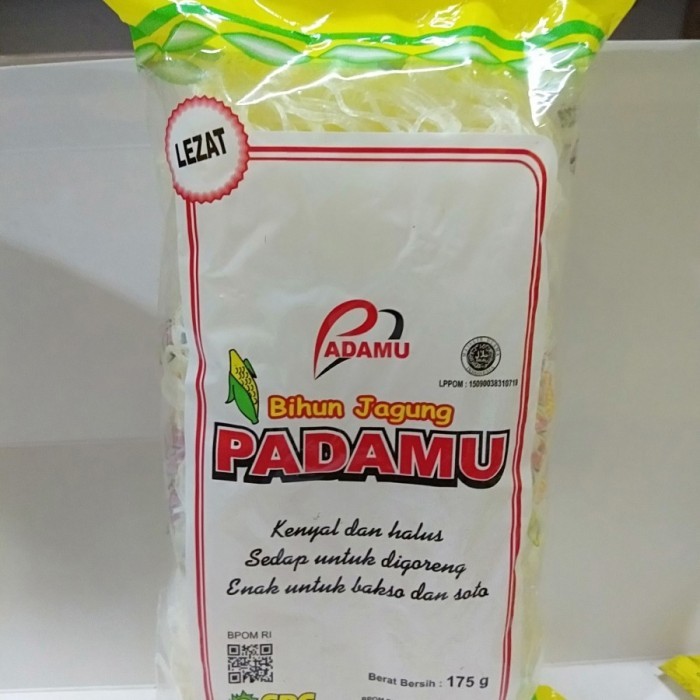 LEZAT
PADAMU
LPPOM : 15090038310719
Bihun Jagung
PADAMU
Kenyal dan halus
Sedap untuk digoreng
Enak untuk bakso dan soto
BPOM RI
Berat Bersih : 175 g